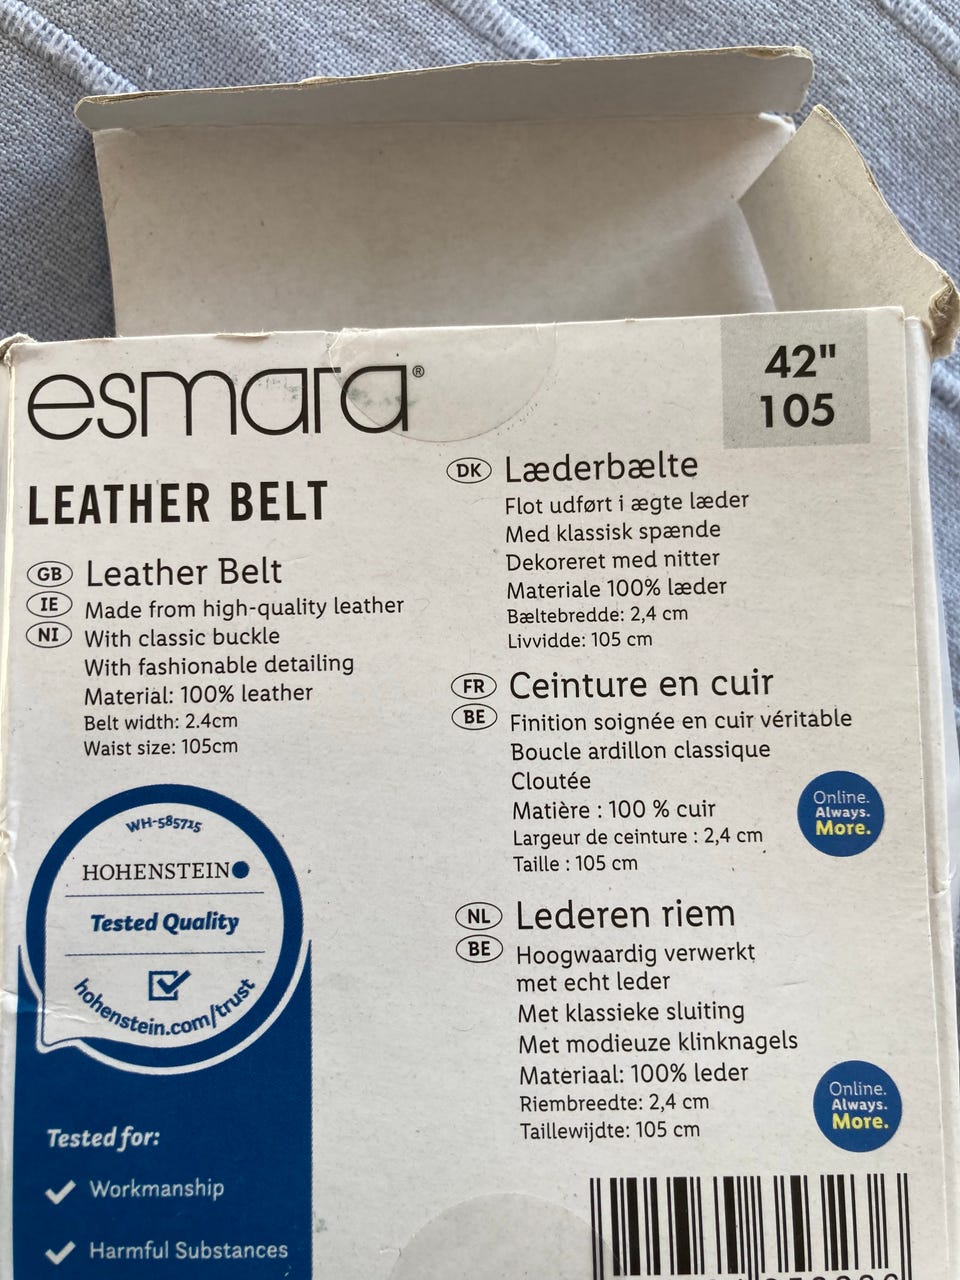 esmara®
42"
105
LEATHER BELT
GB Leather Belt
IE Made from high-quality leather
NI With classic buckle
With fashionable detailing
Material: 100% leather
Belt width: 2.4cm
Waist size: 105cm
WH-585715
HOHENSTEIN
Tested Quality
hohenstein.com/trust
Tested for:
Workmanship
Harmful Substances
DK Læderbælte
Flot udført i ægte læder
Med klassisk spænde
Dekoreret med nitter
Materiale 100% læder
Bæltebredde: 2,4 cm
Livvidde: 105 cm
FR Ceinture en cuir
BE Finition soignée en cuir véritable
Boucle ardillon classique
Cloutée
Matière : 100 % cuir
Largeur de ceinture : 2,4 cm
Taille : 105 cm
Online.
Always.
More.
NL Lederen riem
BE Hoogwaardig verwerkt
met echt leder
Met klassieke sluiting
Met modieuze klinknagels
Materiaal: 100% leder
Riembreedte: 2,4 cm
Taillewijdte: 105 cm
Online.
Always.
More.